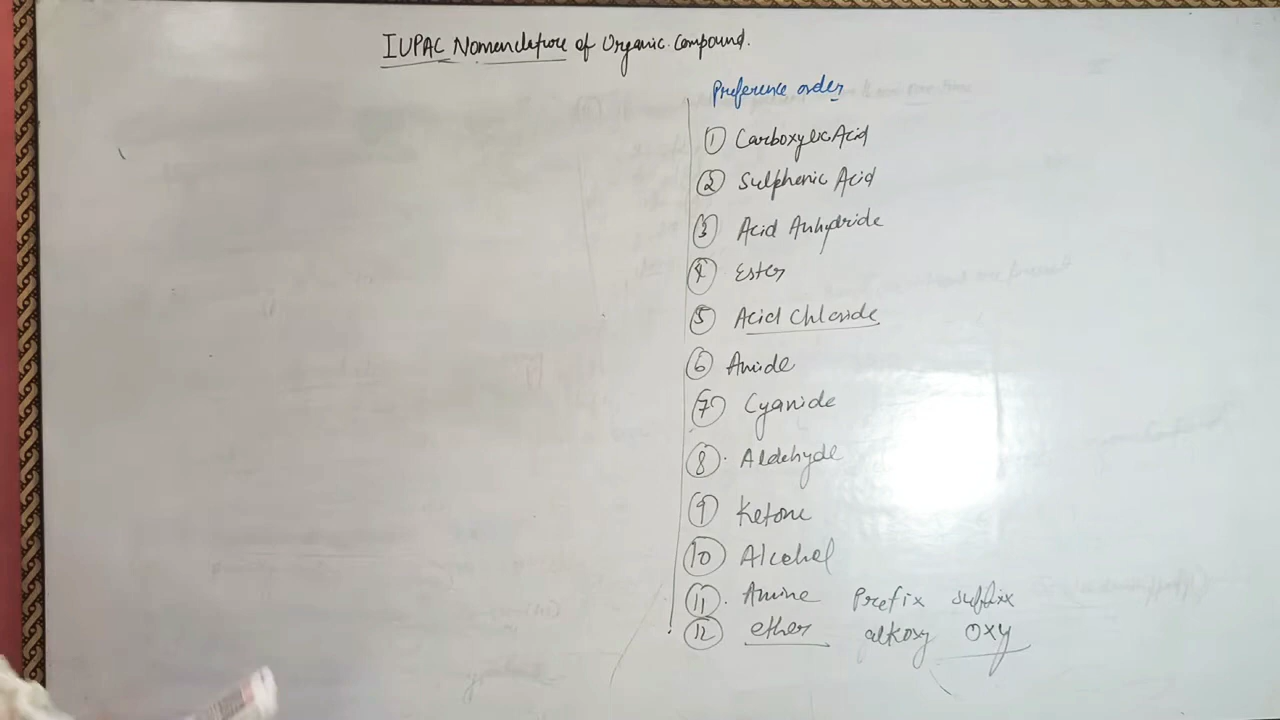 IUPAC Nomenclature of Organic Compound.
Preference order
① Carboxylic Acid
② Sulphenic Acid
③ Acid Anhydride
④ Ester
⑤ Acid Chloride
⑥ Amide
⑦ Cyanide
⑧ Aldehyde
⑨ Ketone
⑩ Alcohol
⑪ Amine Prefix Suffix
⑫ ether alkoxy oxy